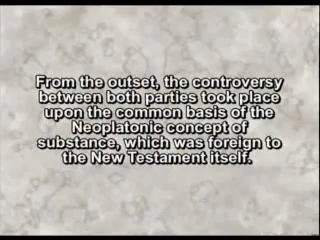 From the outset, the controversy
between both parties took place
upon the common basis of the
Neoplatonic concept of
substance, which was foreign to
the New Testament itself.